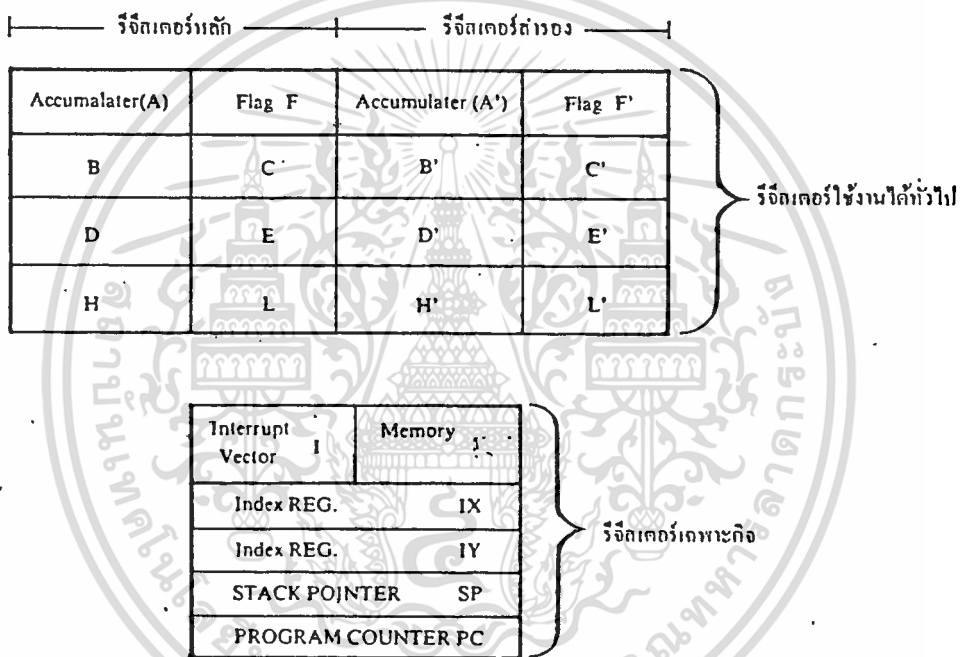 รีจิสเตอร์หลัก รีจิสเตอร์สำรอง
Accumalater(A) Flag F Accumulater (A') Flag F'
B C B' C'
D E D' E'
H L H' L'
รีจิสเตอร์ใช้งานได้ทั่วไป
Interrupt Vector I Memory
Index REG. IX
Index REG. IY
STACK POINTER SP
PROGRAM COUNTER PC
รีจิสเตอร์เฉพาะกิจ